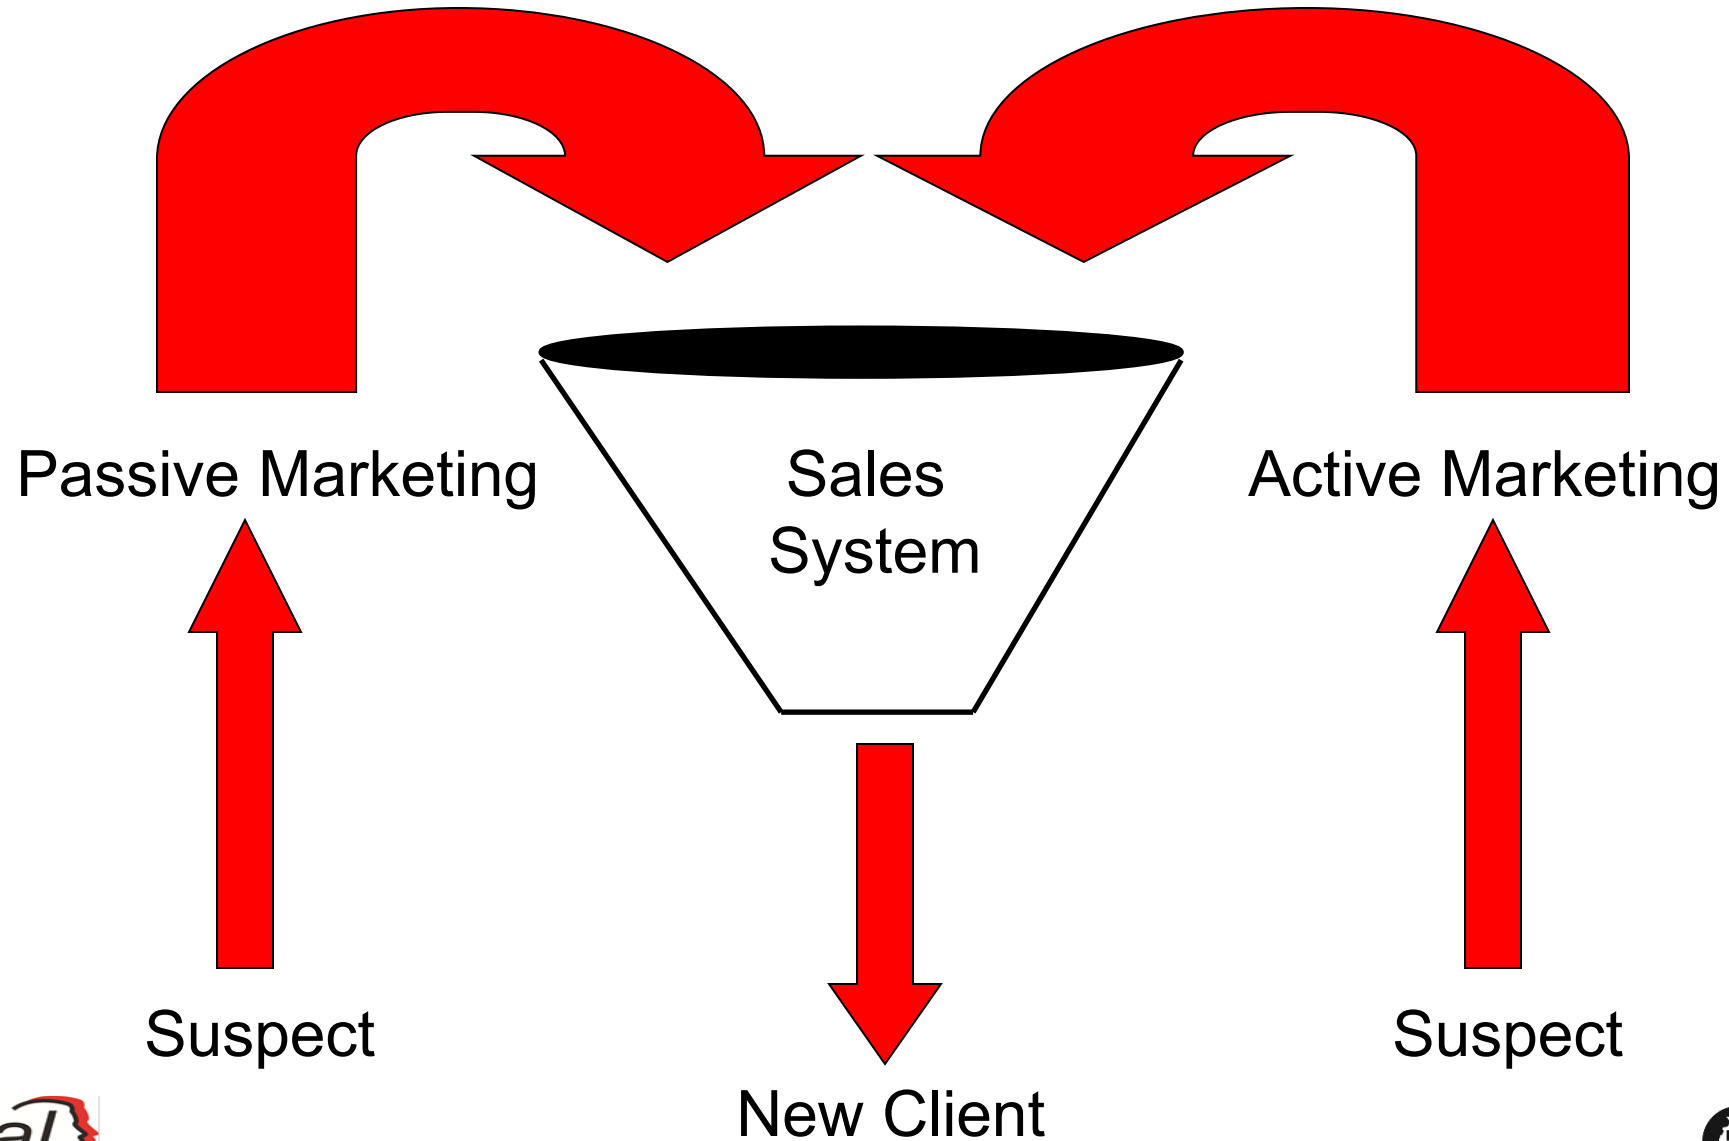 Passive Marketing
Sales
System
Active Marketing
Suspect
Suspect
New Client